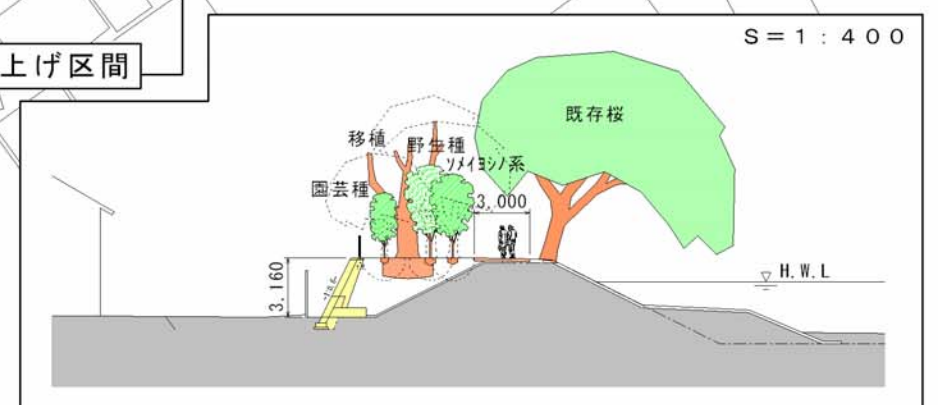 上げ区間
S=1:400
既存桜
移植
野生種
ソメイヨシノ系
園芸種
3,000
3,160
H.W.L